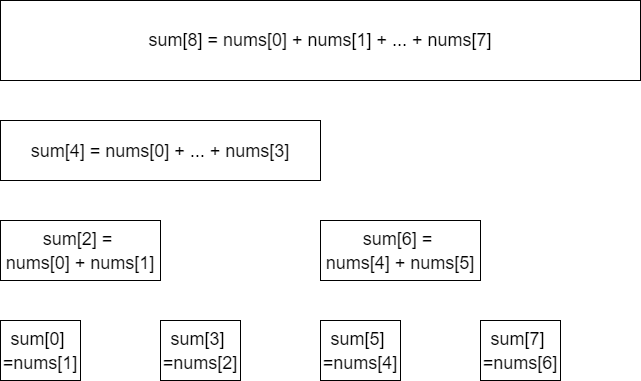 sum[8] = nums[0] + nums[1] + ... + nums[7]
sum[4] = nums[0] + ... + nums[3]
sum[2] =
nums[0] + nums[1]
sum[6] =
nums[4] + nums[5]
sum[0]
=nums[1]
sum[3]
=nums[2]
sum[5]
=nums[4]
sum[7]
=nums[6]